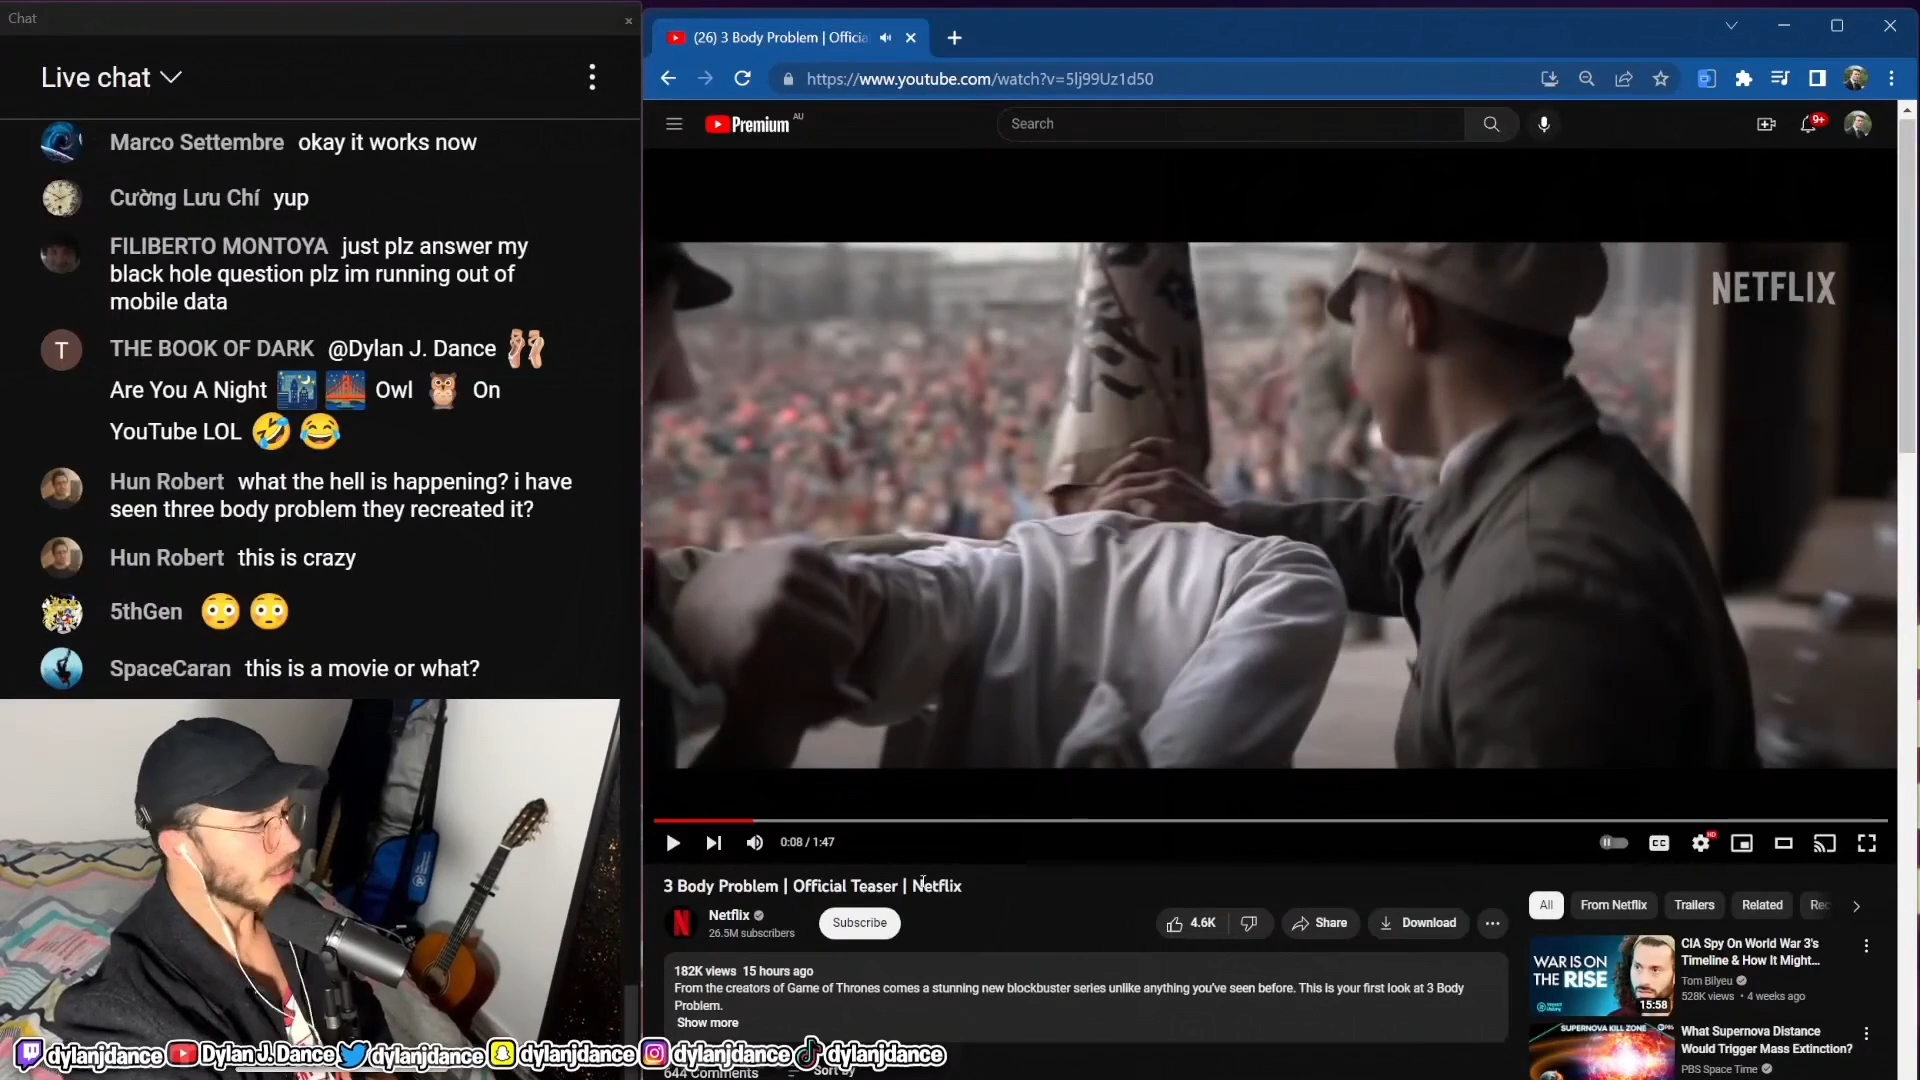 Chat
Live chat
Marco Settembre okay it works now
Cường Lưu Chí yup
FILIBERTO MONTOYA just plz answer my
black hole question plz im running out of
mobile data
T
THE BOOK OF DARK @Dylan J. Dance 🩰
Are You A Night 🌃 🌉 Owl 🦉 On
YouTube LOL 🤣 😂
Hun Robert what the hell is happening? i have
seen three body problem they recreated it?
Hun Robert this is crazy
5thGen 😳 😳
SpaceCaran this is a movie or what?
(26) 3 Body Problem | Officia
https://www.youtube.com/watch?v=5lj99Uz1d50
Premium AU
Search
9+
NETFLIX
0:08 / 1:47
CC
HD
3 Body Problem | Official Teaser | Netflix
N
Netflix
26.5M subscribers
Subscribe
4.6K
Share
Download
182K views 15 hours ago
From the creators of Game of Thrones comes a stunning new blockbuster series unlike anything you've seen before. This is your first look at 3 Body
Problem.
Show more
644 Comments
Sort by
All
From Netflix
Trailers
Related
WAR IS ON
THE RISE
15:58
CIA Spy On World War 3's
Timeline & How It Might...
Tom Bilyeu
528K views • 4 weeks ago
SUPERNOVA KILL ZONE
What Supernova Distance
Would Trigger Mass Extinction?
PBS Space Time
dylanjdance
Dylan J. Dance
dylanjdance
dylanjdance
dylanjdance
dylanjdance